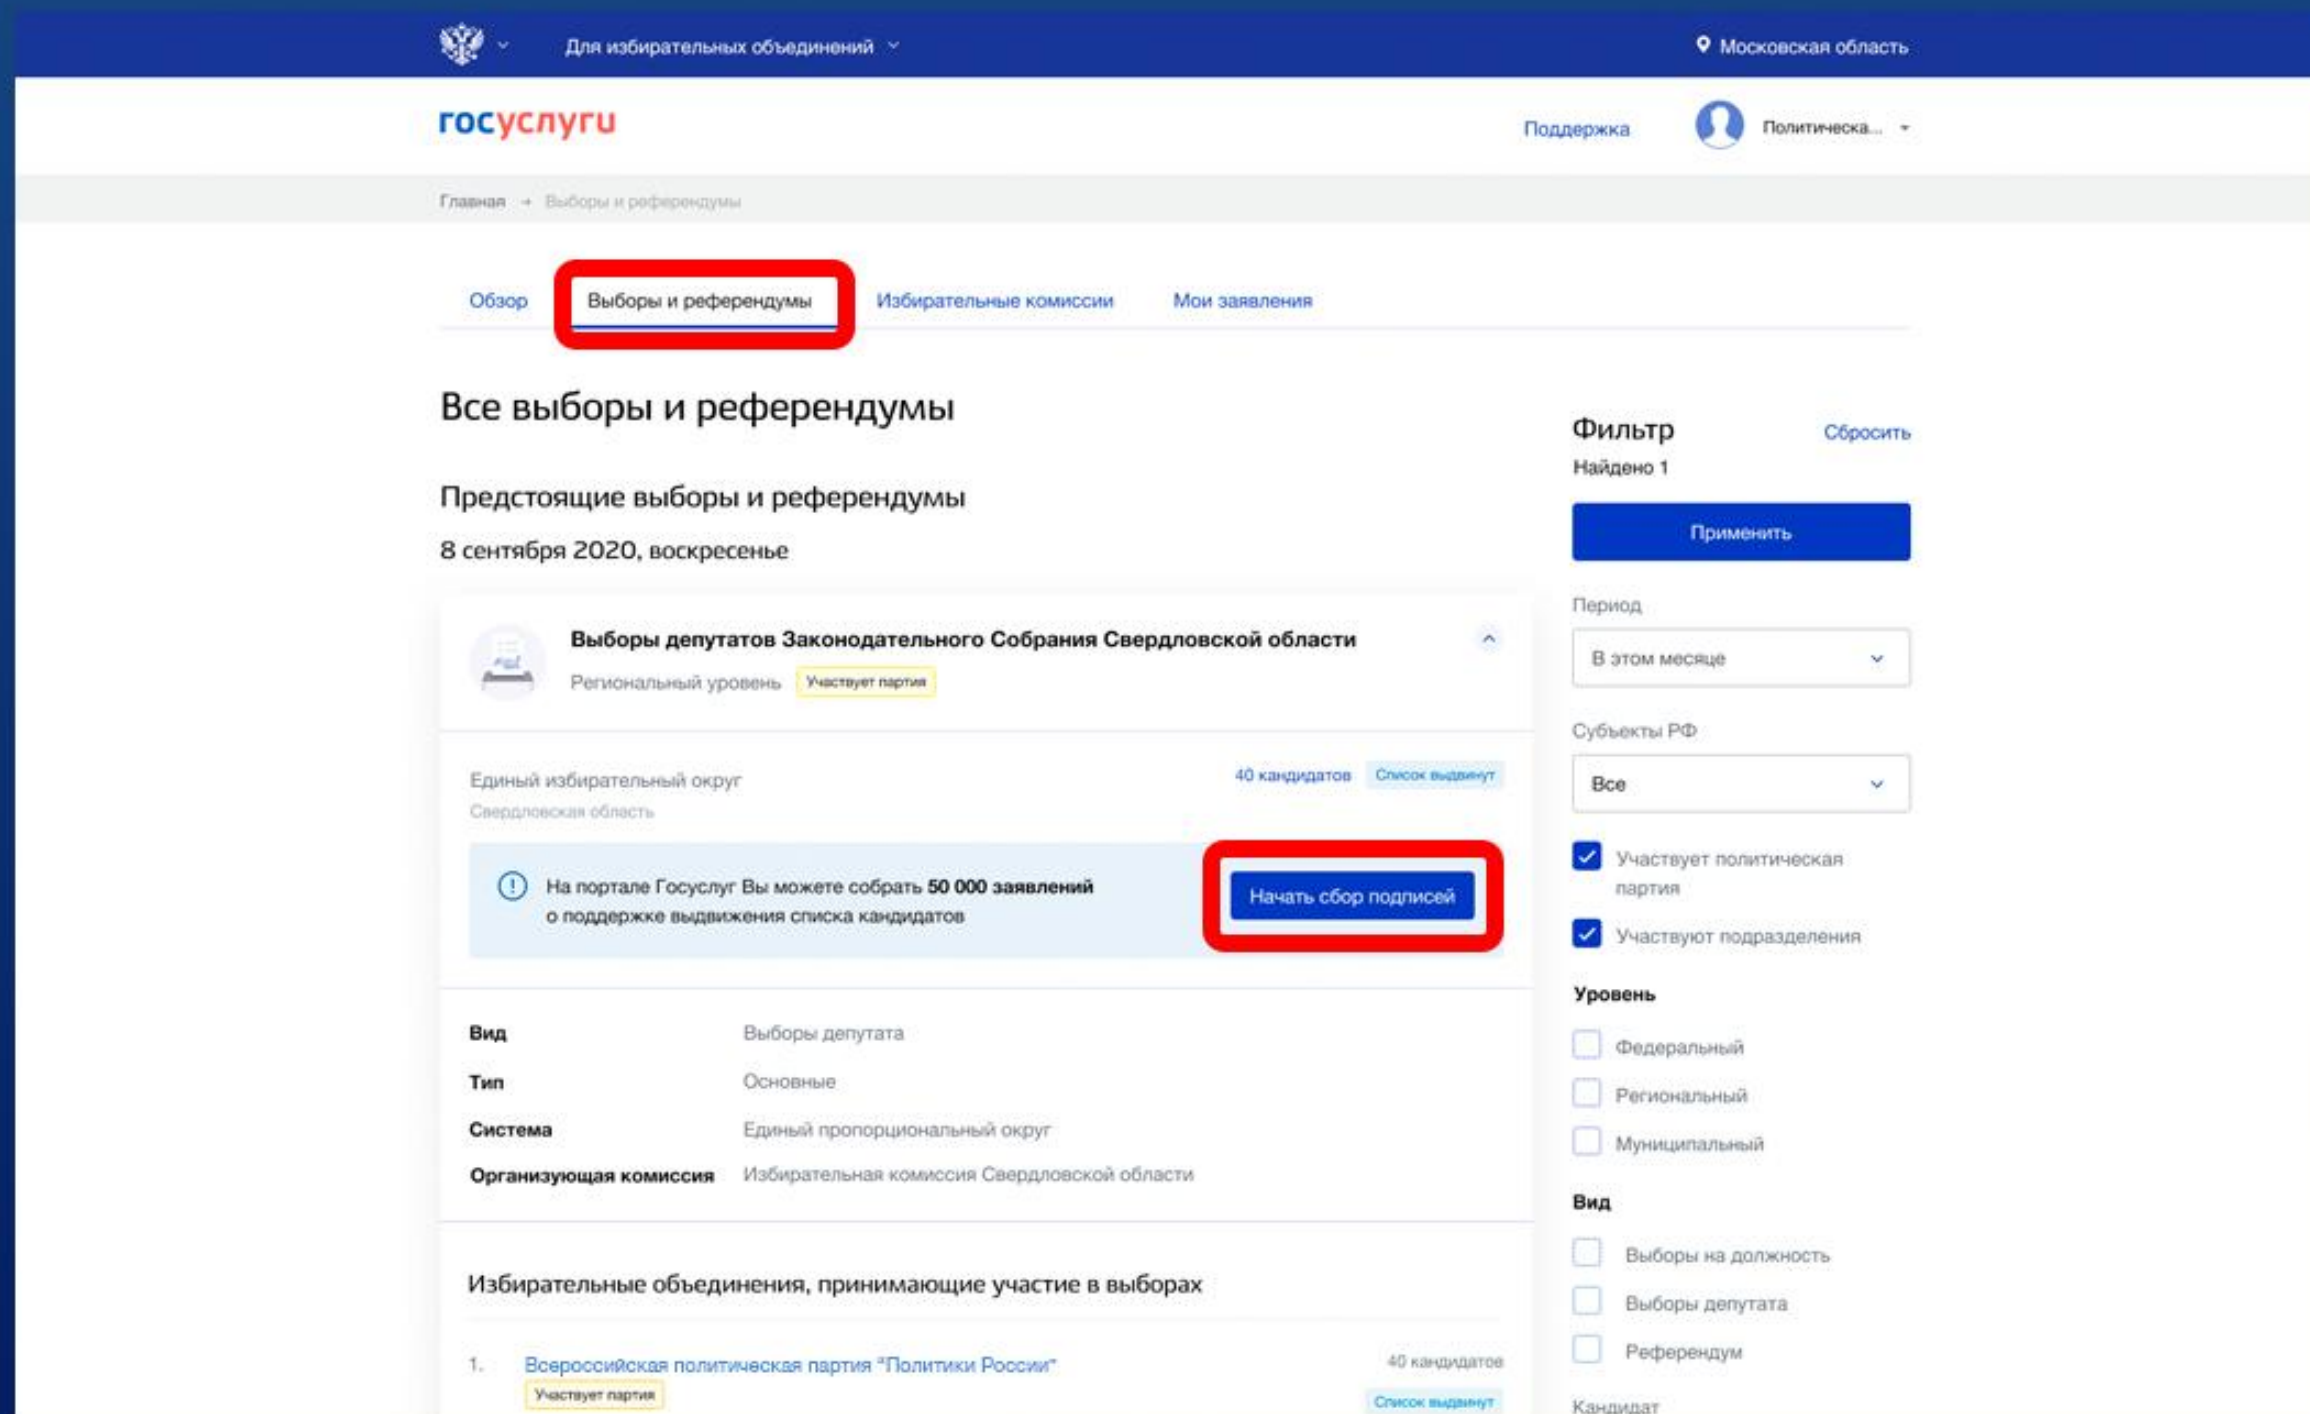 Для избирательных объединений
Московская область
госуслуги
Поддержка
Политическа...
Главная → Выборы и референдумы
Обзор
Выборы и референдумы
Избирательные комиссии
Мои заявления
Все выборы и референдумы
Предстоящие выборы и референдумы
8 сентября 2020, воскресенье
Выборы депутатов Законодательного Собрания Свердловской области
Региональный уровень Участвует партия
Единый избирательный округ
40 кандидатов Список выдвинут
Свердловская область
На портале Госуслуг Вы можете собрать 50 000 заявлений
о поддержке выдвижения списка кандидатов
Начать сбор подписей
Вид Выборы депутата
Тип Основные
Система Единый пропорциональный округ
Организующая комиссия Избирательная комиссия Свердловской области
Избирательные объединения, принимающие участие в выборах
1. Всероссийская политическая партия "Политики России"
40 кандидатов
Участвует партия
Список выдвинут
Фильтр
Сбросить
Найдено 1
Применить
Период
В этом месяце
Субъекты РФ
Все
Участвует политическая
партия
Участвуют подразделения
Уровень
Федеральный
Региональный
Муниципальный
Вид
Выборы на должность
Выборы депутата
Референдум
Кандидат